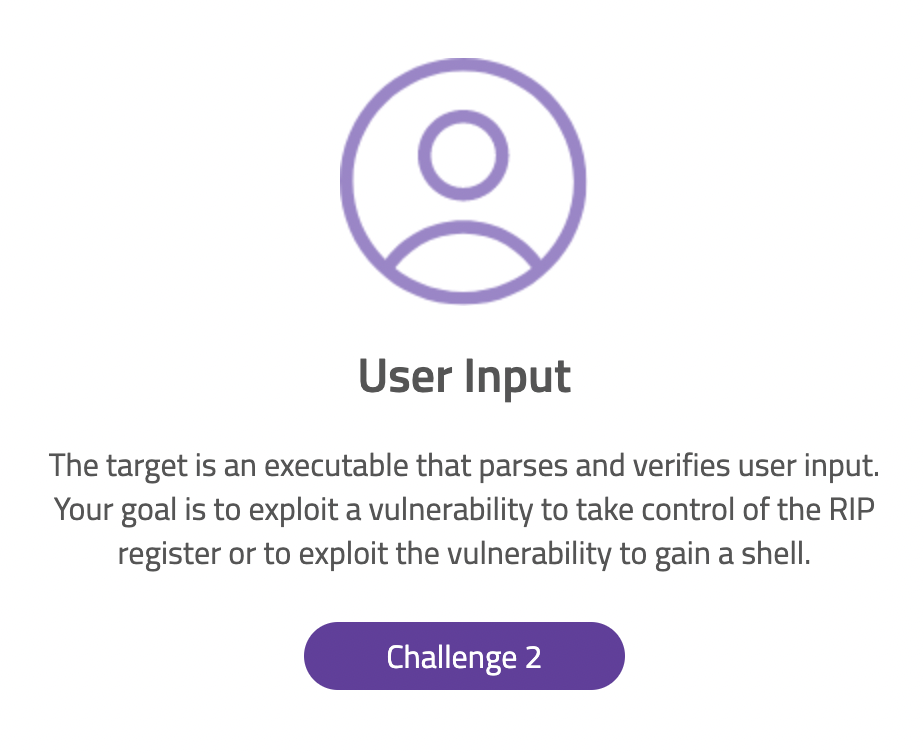 User Input
The target is an executable that parses and verifies user input.
Your goal is to exploit a vulnerability to take control of the RIP
register or to exploit the vulnerability to gain a shell.
Challenge 2